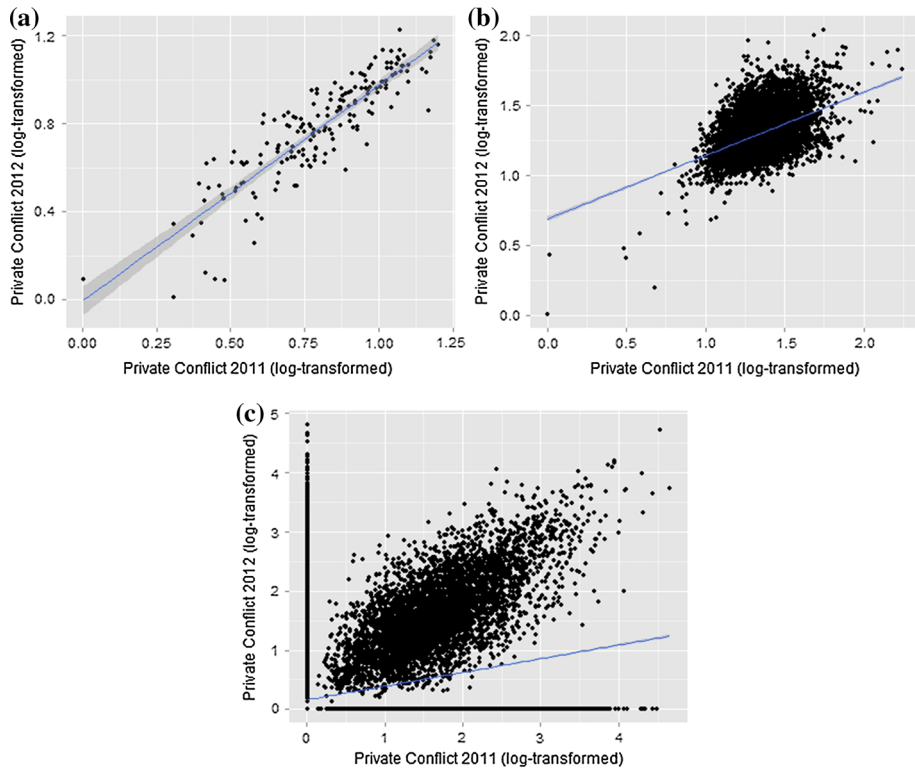 (a)
Private Conflict 2012 (log-transformed)
1.2
0.8
0.4
0.0
0.00 0.25 0.50 0.75 1.00 1.25
Private Conflict 2011 (log-transformed)
(b)
Private Conflict 2012 (log-transformed)
2.0
1.5
1.0
0.5
0.0
0.0 0.5 1.0 1.5 2.0
Private Conflict 2011 (log-transformed)
(c)
Private Conflict 2012 (log-transformed)
5
4
3
2
1
0
0 1 2 3 4
Private Conflict 2011 (log-transformed)